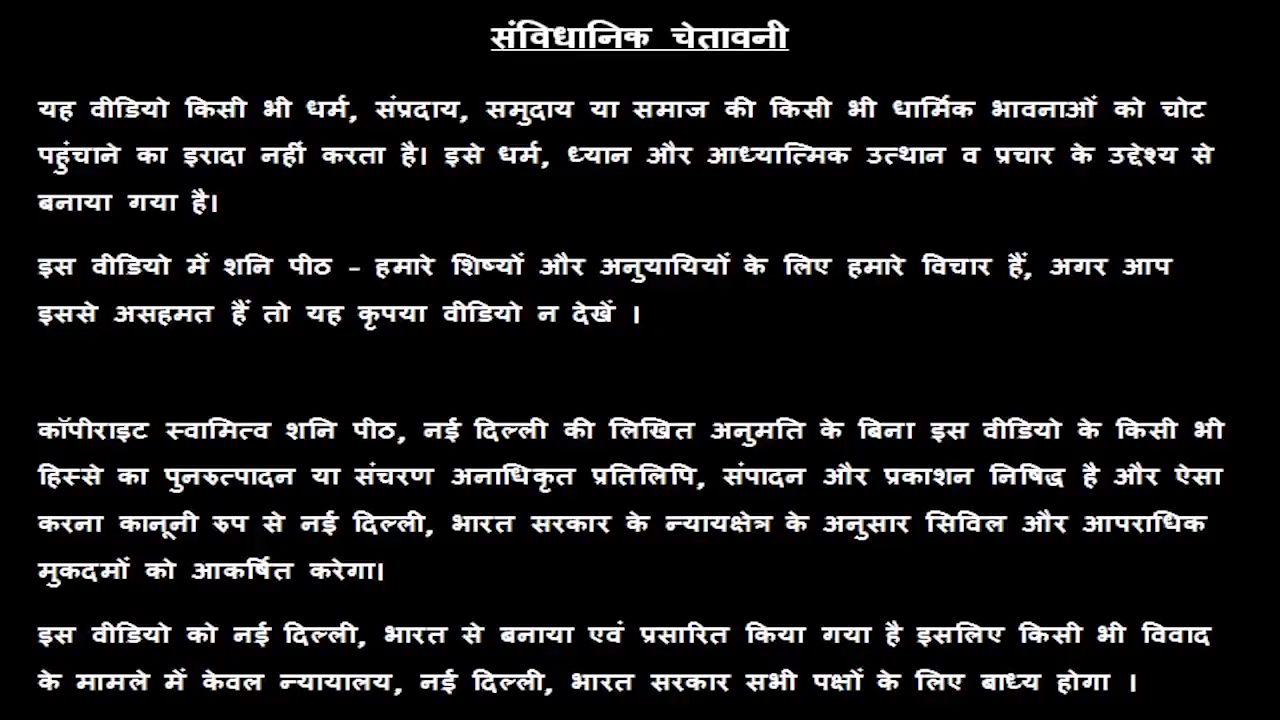 संविधानिक चेतावनी
यह वीडियो किसी भी धर्म, संप्रदाय, समुदाय या समाज की किसी भी धार्मिक भावनाओं को चोट
पहुंचाने का इरादा नहीं करता है। इसे धर्म, ध्यान और आध्यात्मिक उत्थान व प्रचार के उद्देश्य से
बनाया गया है।
इस वीडियो में शनि पीठ – हमारे शिष्यों और अनुयायियों के लिए हमारे विचार हैं, अगर आप
इससे असहमत हैं तो यह कृपया वीडियो न देखें ।
कॉपीराइट स्वामित्व शनि पीठ, नई दिल्ली की लिखित अनुमति के बिना इस वीडियो के किसी भी
हिस्से का पुनरुत्पादन या संचरण अनाधिकृत प्रतिलिपि, संपादन और प्रकाशन निषिद्ध है और ऐसा
करना कानूनी रुप से नई दिल्ली, भारत सरकार के न्यायक्षेत्र के अनुसार सिविल और आपराधिक
मुकदमों को आकर्षित करेगा।
इस वीडियो को नई दिल्ली, भारत से बनाया एवं प्रसारित किया गया है इसलिए किसी भी विवाद
के मामले में केवल न्यायालय, नई दिल्ली, भारत सरकार सभी पक्षों के लिए बाध्य होगा ।